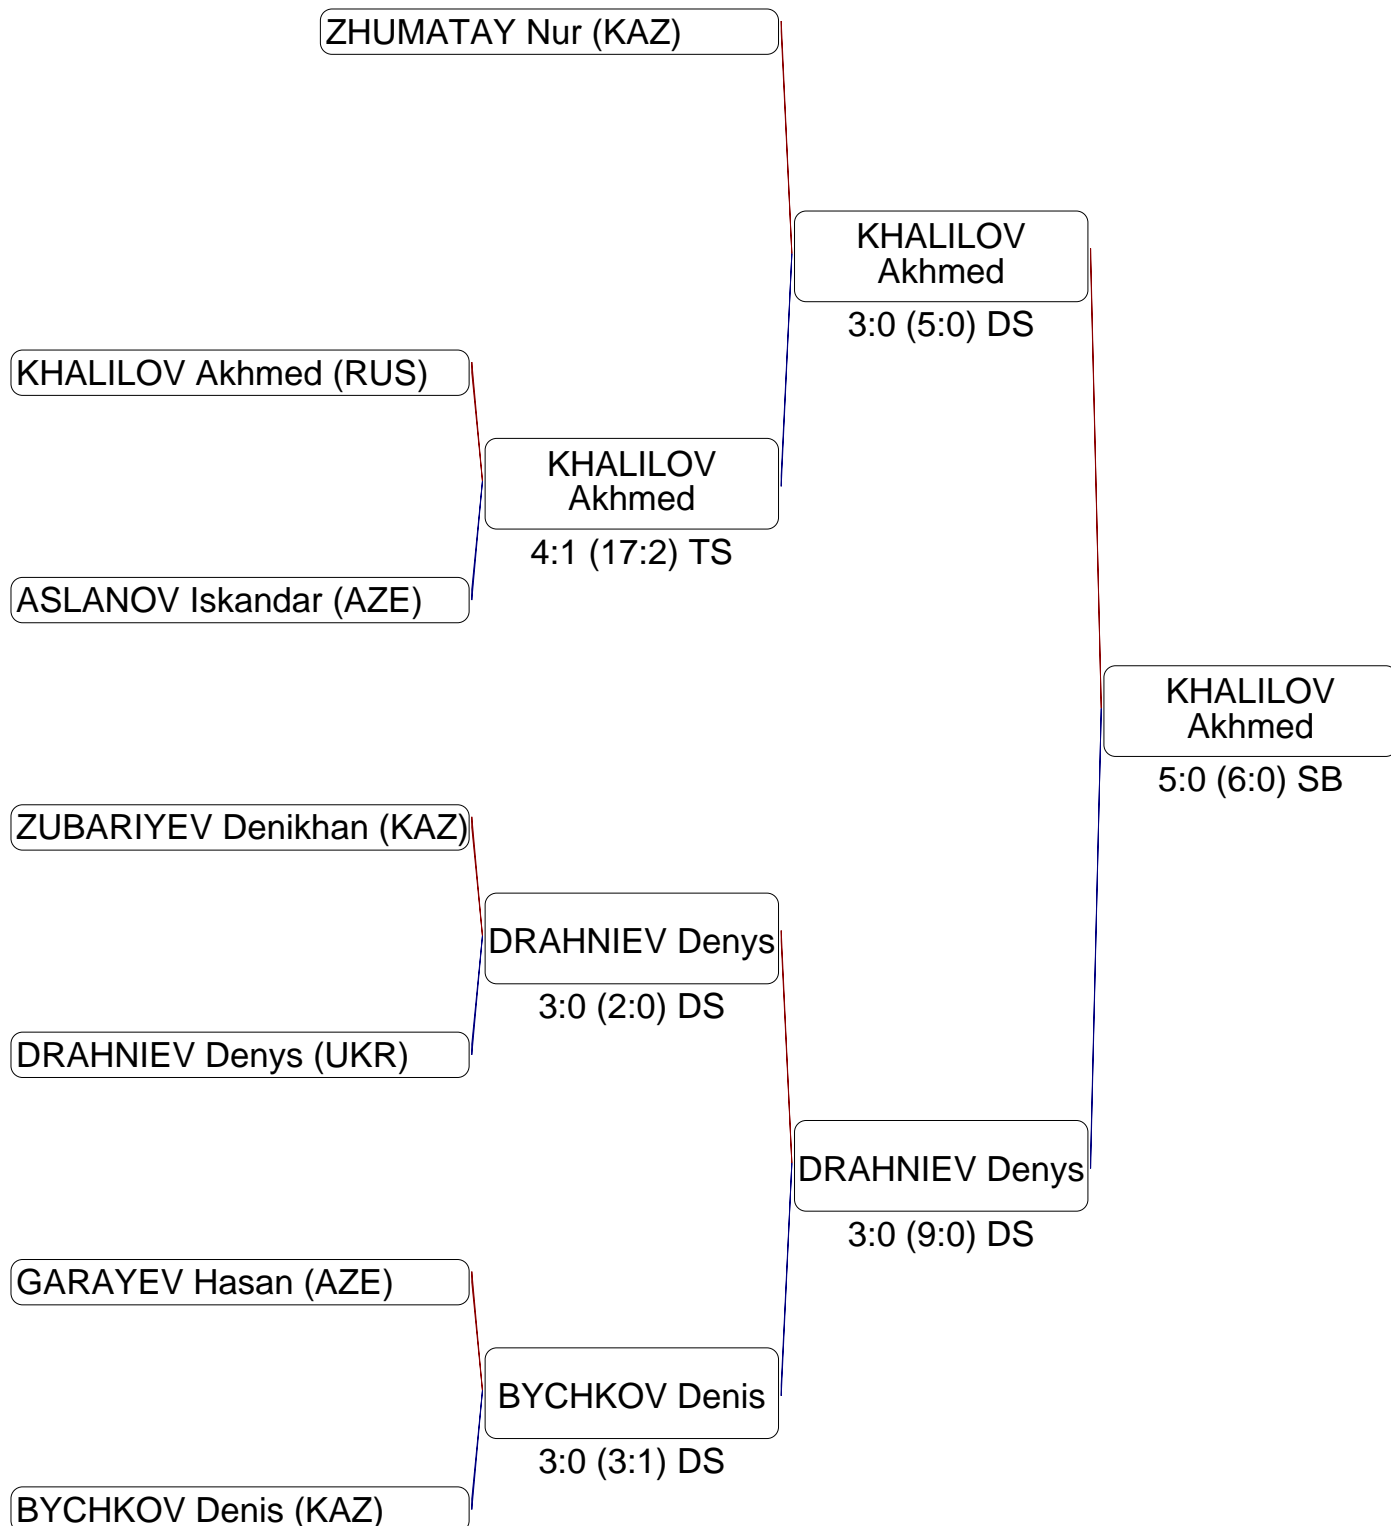 ZHUMATAY Nur (KAZ)
KHALILOV
Akhmed
3:0 (5:0) DS
KHALILOV Akhmed (RUS)
KHALILOV
Akhmed
4:1 (17:2) TS
ASLANOV Iskandar (AZE)
KHALILOV
Akhmed
5:0 (6:0) SB
ZUBARIYEV Denikhan (KAZ)
DRAHNIEV Denys
3:0 (2:0) DS
DRAHNIEV Denys (UKR)
DRAHNIEV Denys
3:0 (9:0) DS
GARAYEV Hasan (AZE)
BYCHKOV Denis
3:0 (3:1) DS
BYCHKOV Denis (KAZ)